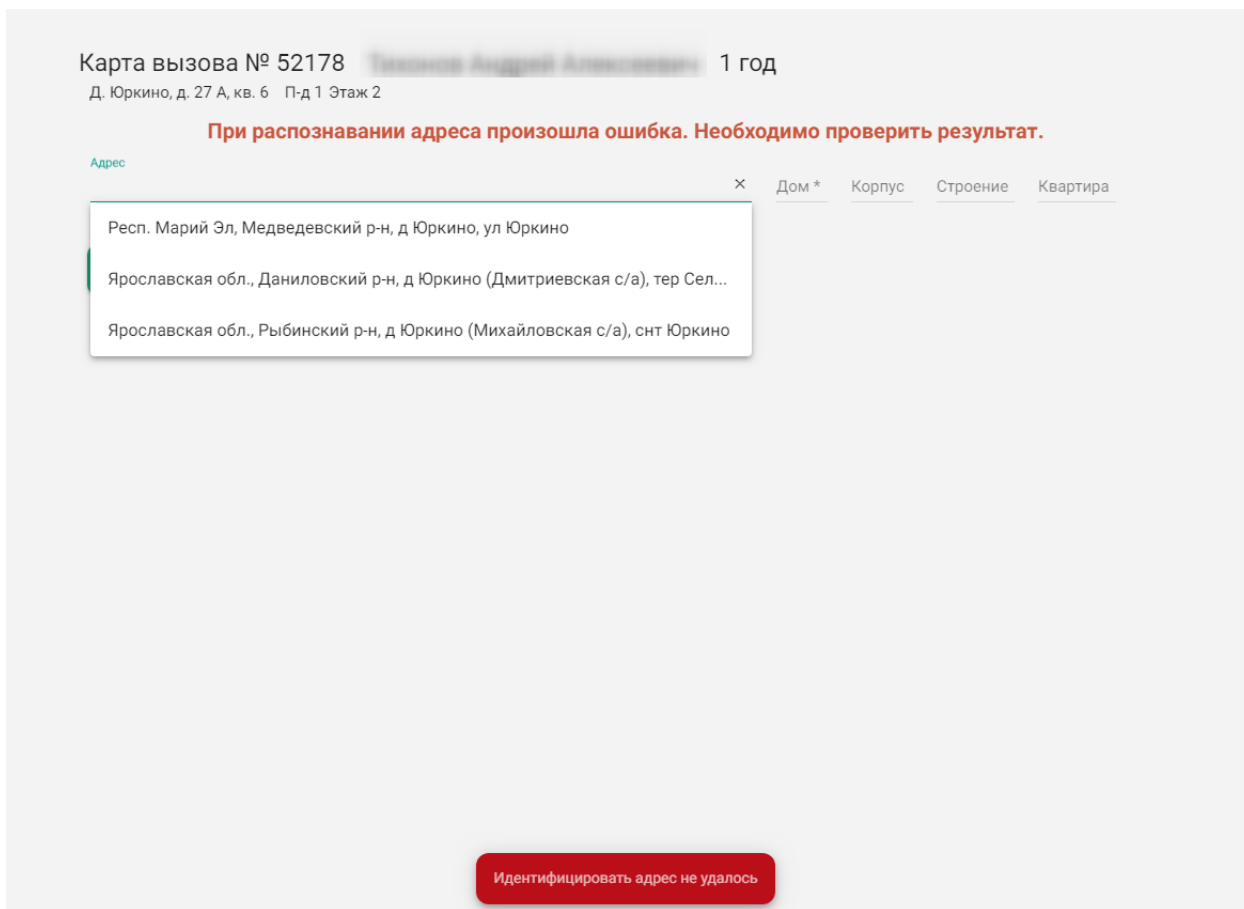 Карта вызова № 52178 1 год
Д. Юркино, д. 27 А, кв. 6 П-д 1 Этаж 2
При распознавании адреса произошла ошибка. Необходимо проверить результат.
Адрес
× Дом * Корпус Строение Квартира
Респ. Марий Эл, Медведевский р-н, д Юркино, ул Юркино
Ярославская обл., Даниловский р-н, д Юркино (Дмитриевская с/а), тер Сел...
Ярославская обл., Рыбинский р-н, д Юркино (Михайловская с/а), снт Юркино
Идентифицировать адрес не удалось